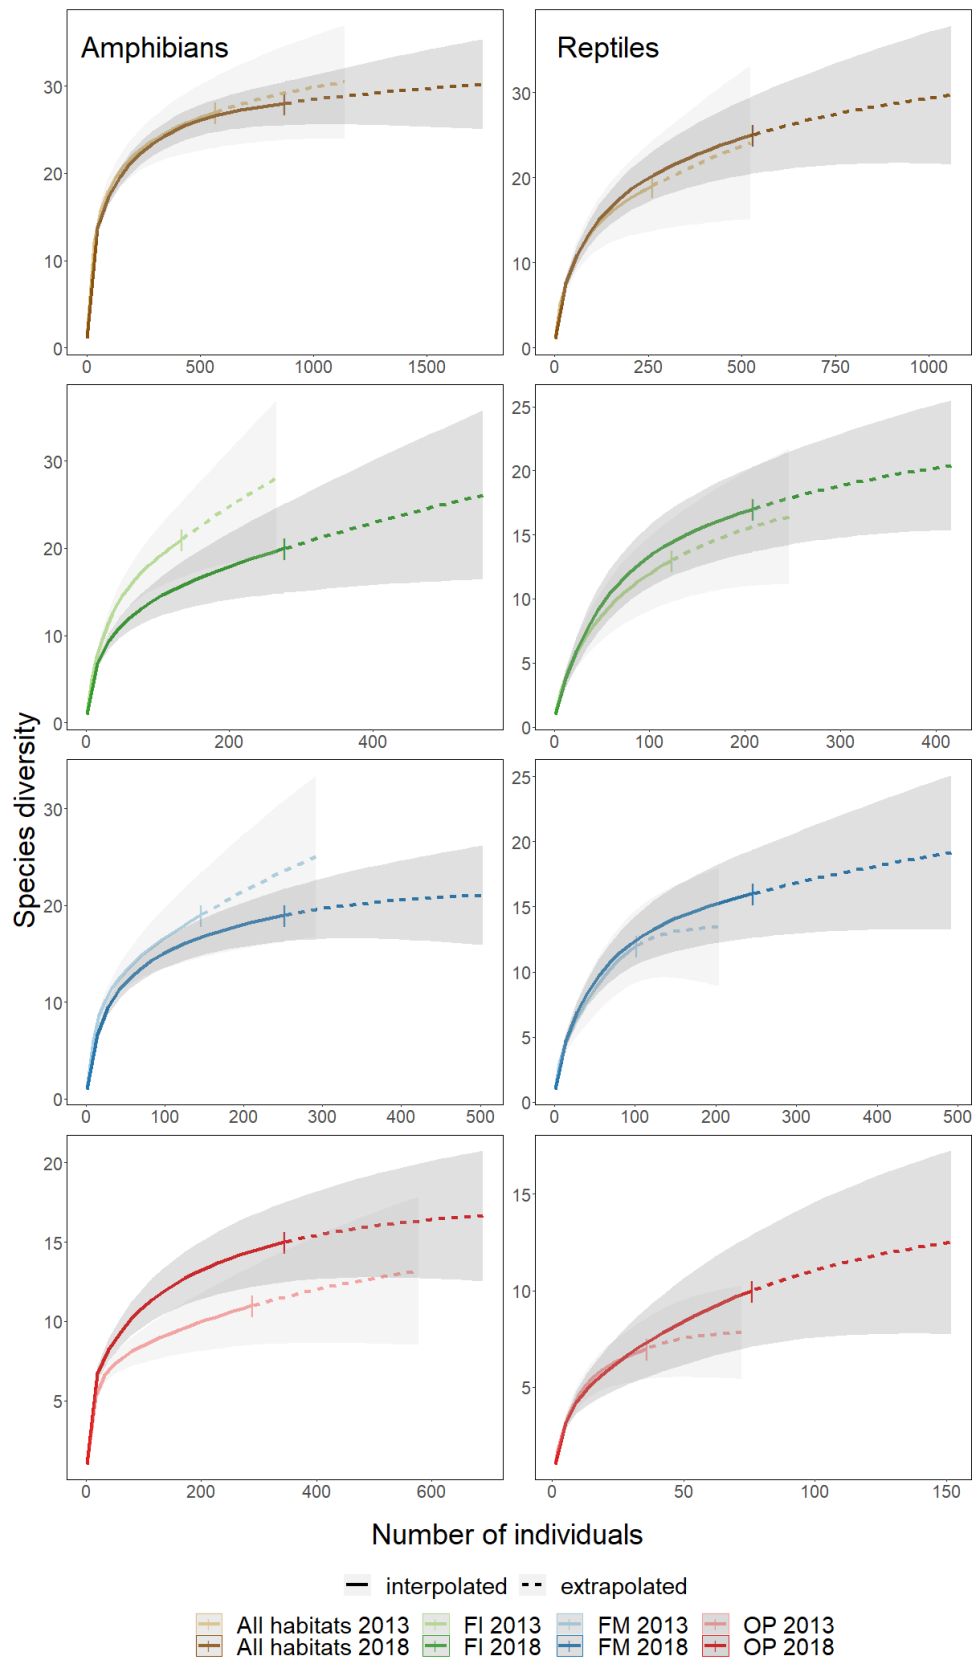 Amphibians
Reptiles
30
20
10
0
0 500 1000 1500
30
20
10
0
0 250 500 750 1000
30
20
10
0
0 200 400
25
20
15
10
5
0
0 100 200 300 400
30
20
10
0
0 100 200 300 400 500
25
20
15
10
5
0
0 100 200 300 400 500
20
15
10
5
0 200 400 600
15
10
5
0 50 100 150
Species diversity
Number of individuals
interpolated extrapolated
All habitats 2013 FI 2013 FM 2013 OP 2013
All habitats 2018 FI 2018 FM 2018 OP 2018